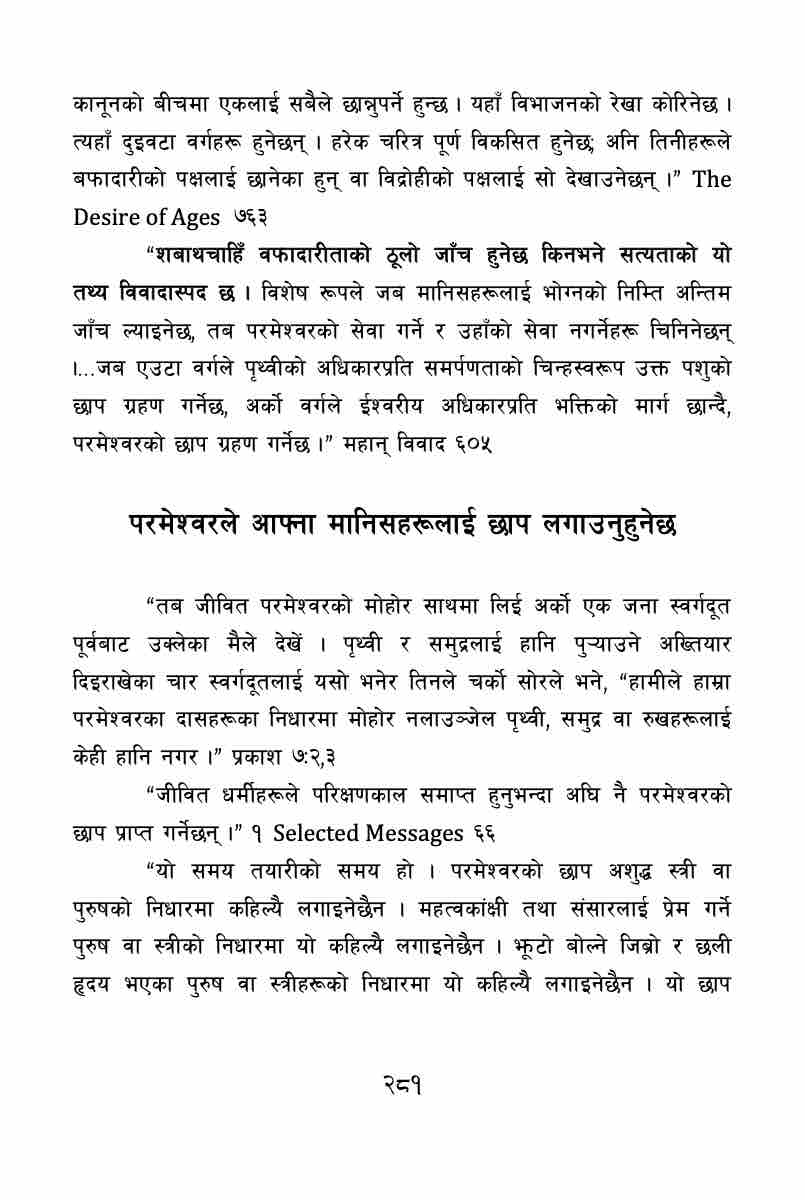 कानूनको बीचमा एकलाई सबैले छान्नुपर्ने हुन्छ । यहाँ विभाजनको रेखा कोरिनेछ ।
त्यहाँ दुइवटा वर्गहरू हुनेछन् । हरेक चरित्र पूर्ण विकसित हुनेछ; अनि तिनीहरूले
बफादारीको पक्षलाई छानेका हुन् वा विद्रोहीको पक्षलाई सो देखाउनेछन् ।” The
Desire of Ages ७६३
“शबाथचाहिँ वफादारीताको ठूलो जाँच हुनेछ किनभने सत्यताको यो
तथ्य विवादास्पद छ । विशेष रूपले जब मानिसहरूलाई भोग्नको निम्ति अन्तिम
जाँच ल्याइनेछ, तब परमेश्वरको सेवा गर्ने र उहाँको सेवा नगर्नेहरू चिनिनेछन्
।...जब एउटा वर्गले पृथ्वीको अधिकारप्रति समर्पणताको चिन्हस्वरूप उक्त पशुको
छाप ग्रहण गर्नेछ, अर्को वर्गले ईश्वरीय अधिकारप्रति भक्तिको मार्ग छान्दै,
परमेश्वरको छाप ग्रहण गर्नेछ ।” महान् विवाद ६०५
परमेश्वरले आफ्ना मानिसहरूलाई छाप लगाउनुहुनेछ
“तब जीवित परमेश्वरको मोहोर साथमा लिई अर्को एक जना स्वर्गदूत
पूर्वबाट उक्लेका मैले देखें । पृथ्वी र समुद्रलाई हानि पुऱ्याउने अख्तियार
दिइराखेका चार स्वर्गदूतलाई यसो भनेर तिनले चर्को सोरले भने, “हामीले हाम्रा
परमेश्वरका दासहरूका निधारमा मोहोर नलाउञ्जेल पृथ्वी, समुद्र वा रुखहरूलाई
केही हानि नगर ।” प्रकाश ७:२,३
“जीवित धर्मीहरूले परिक्षणकाल समाप्त हुनुभन्दा अघि नै परमेश्वरको
छाप प्राप्त गर्नेछन् ।” १ Selected Messages ६६
“यो समय तयारीको समय हो । परमेश्वरको छाप अशुद्ध स्त्री वा
पुरुषको निधारमा कहिल्यै लगाइनेछैन । महत्वकांक्षी तथा संसारलाई प्रेम गर्ने
पुरुष वा स्त्रीको निधारमा यो कहिल्यै लगाइनेछैन । झूटो बोल्ने जिब्रो र छली
हृदय भएका पुरुष वा स्त्रीहरूको निधारमा यो कहिल्यै लगाइनेछैन । यो छाप
२८१